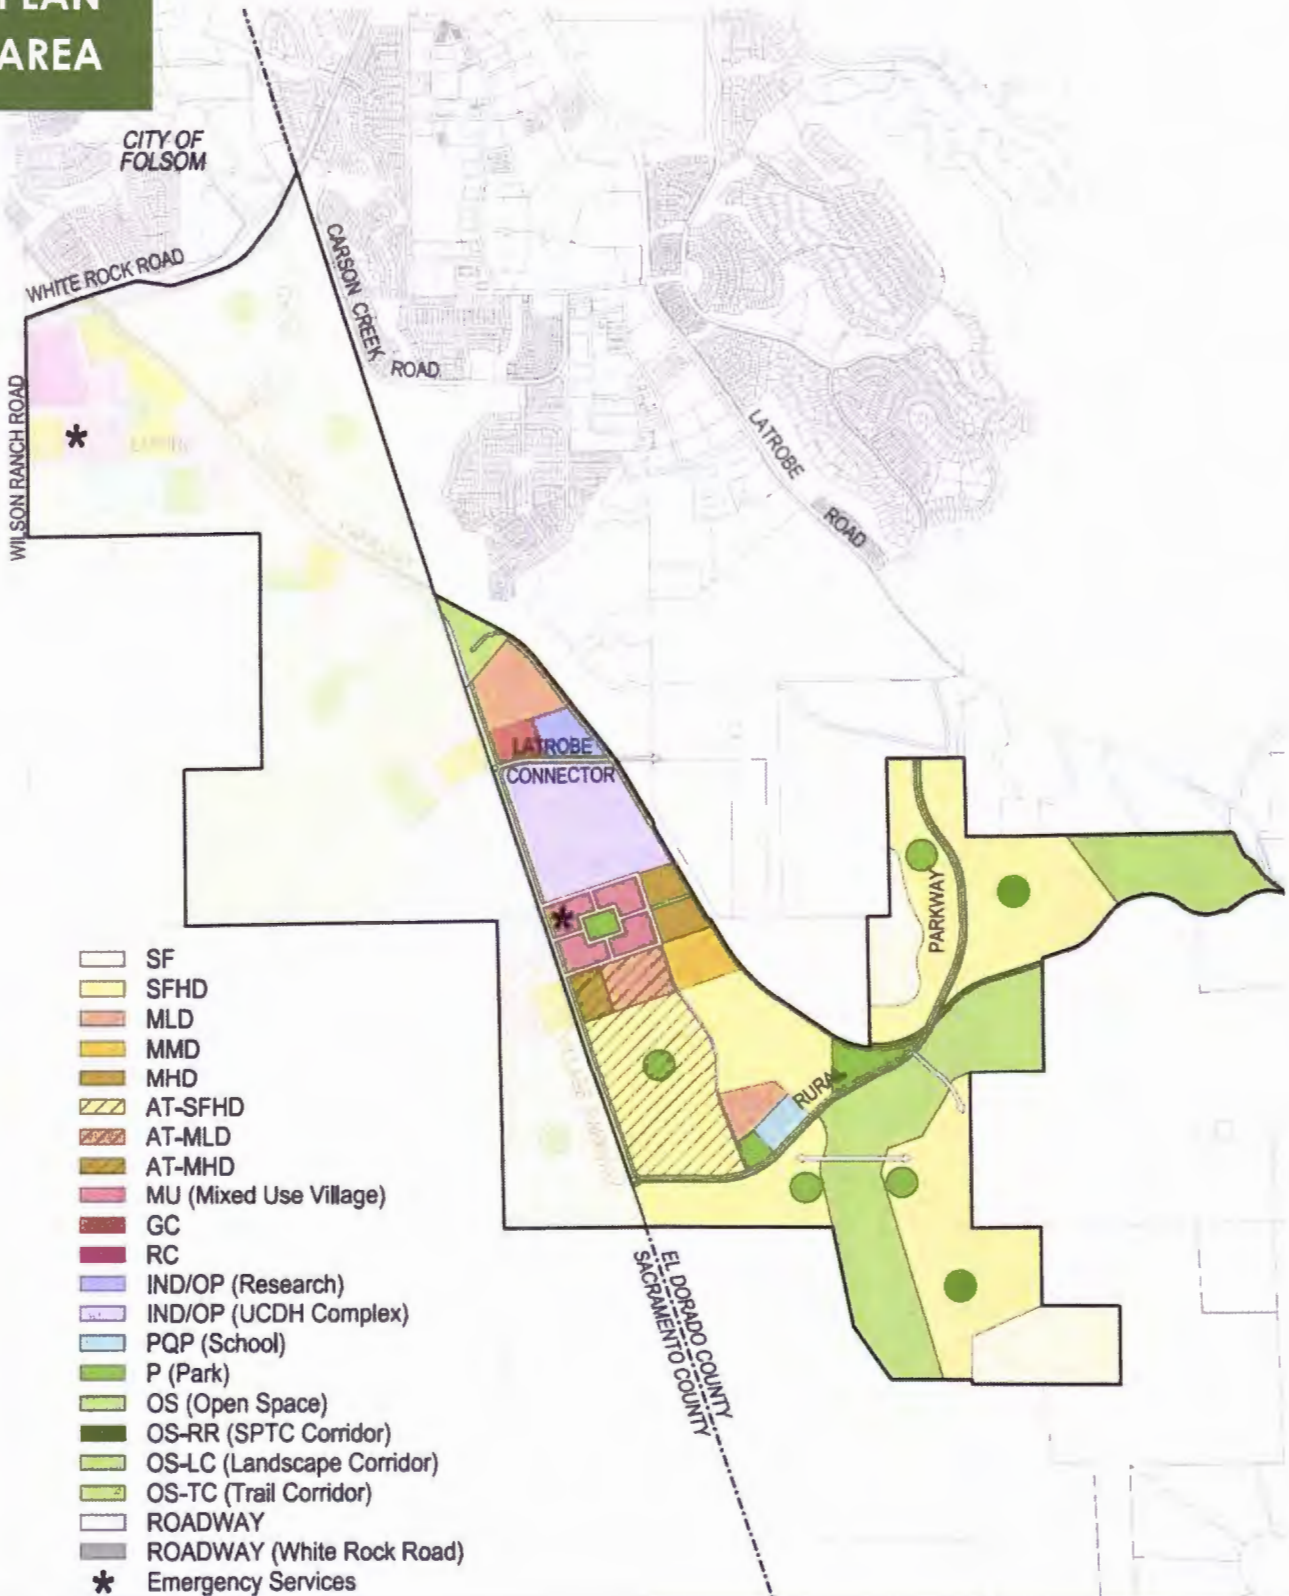 PLAN
AREA
CITY OF
FOLSOM
WHITE ROCK ROAD
CARSON CREEK
ROAD
WILSON RANCH ROAD
LATROBE
ROAD
LATROBE
CONNECTOR
PARKWAY
RURAL
EL DORADO COUNTY
SACRAMENTO COUNTY
SF
SFHD
MLD
MMD
MHD
AT-SFHD
AT-MLD
AT-MHD
MU (Mixed Use Village)
GC
RC
IND/OP (Research)
IND/OP (UCDH Complex)
PQP (School)
P (Park)
OS (Open Space)
OS-RR (SPTC Corridor)
OS-LC (Landscape Corridor)
OS-TC (Trail Corridor)
ROADWAY
ROADWAY (White Rock Road)
Emergency Services